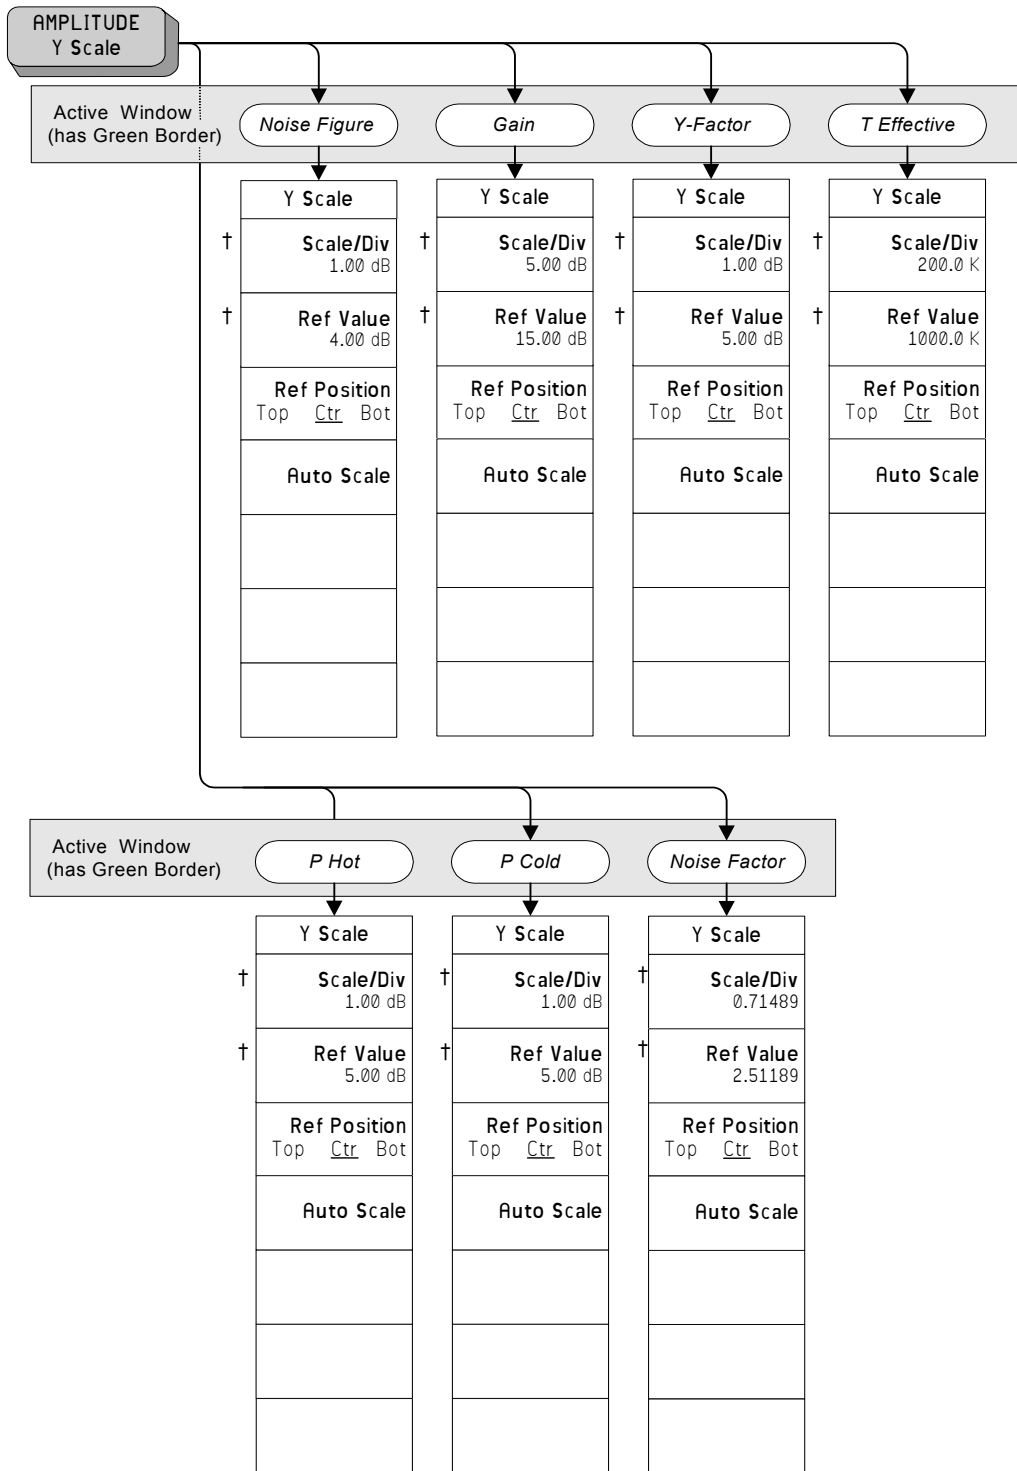 AMPLITUDE
Y Scale
Active Window
(has Green Border)
Noise Figure
Gain
Y-Factor
T Effective
Y Scale
† Scale/Div
1.00 dB
† Ref Value
4.00 dB
Ref Position
Top Ctr Bot
Auto Scale
Y Scale
† Scale/Div
5.00 dB
† Ref Value
15.00 dB
Ref Position
Top Ctr Bot
Auto Scale
Y Scale
† Scale/Div
1.00 dB
† Ref Value
5.00 dB
Ref Position
Top Ctr Bot
Auto Scale
Y Scale
† Scale/Div
200.0 K
† Ref Value
1000.0 K
Ref Position
Top Ctr Bot
Auto Scale
Active Window
(has Green Border)
P Hot
P Cold
Noise Factor
Y Scale
† Scale/Div
1.00 dB
† Ref Value
5.00 dB
Ref Position
Top Ctr Bot
Auto Scale
Y Scale
† Scale/Div
1.00 dB
† Ref Value
5.00 dB
Ref Position
Top Ctr Bot
Auto Scale
Y Scale
† Scale/Div
0.71489
† Ref Value
2.51189
Ref Position
Top Ctr Bot
Auto Scale